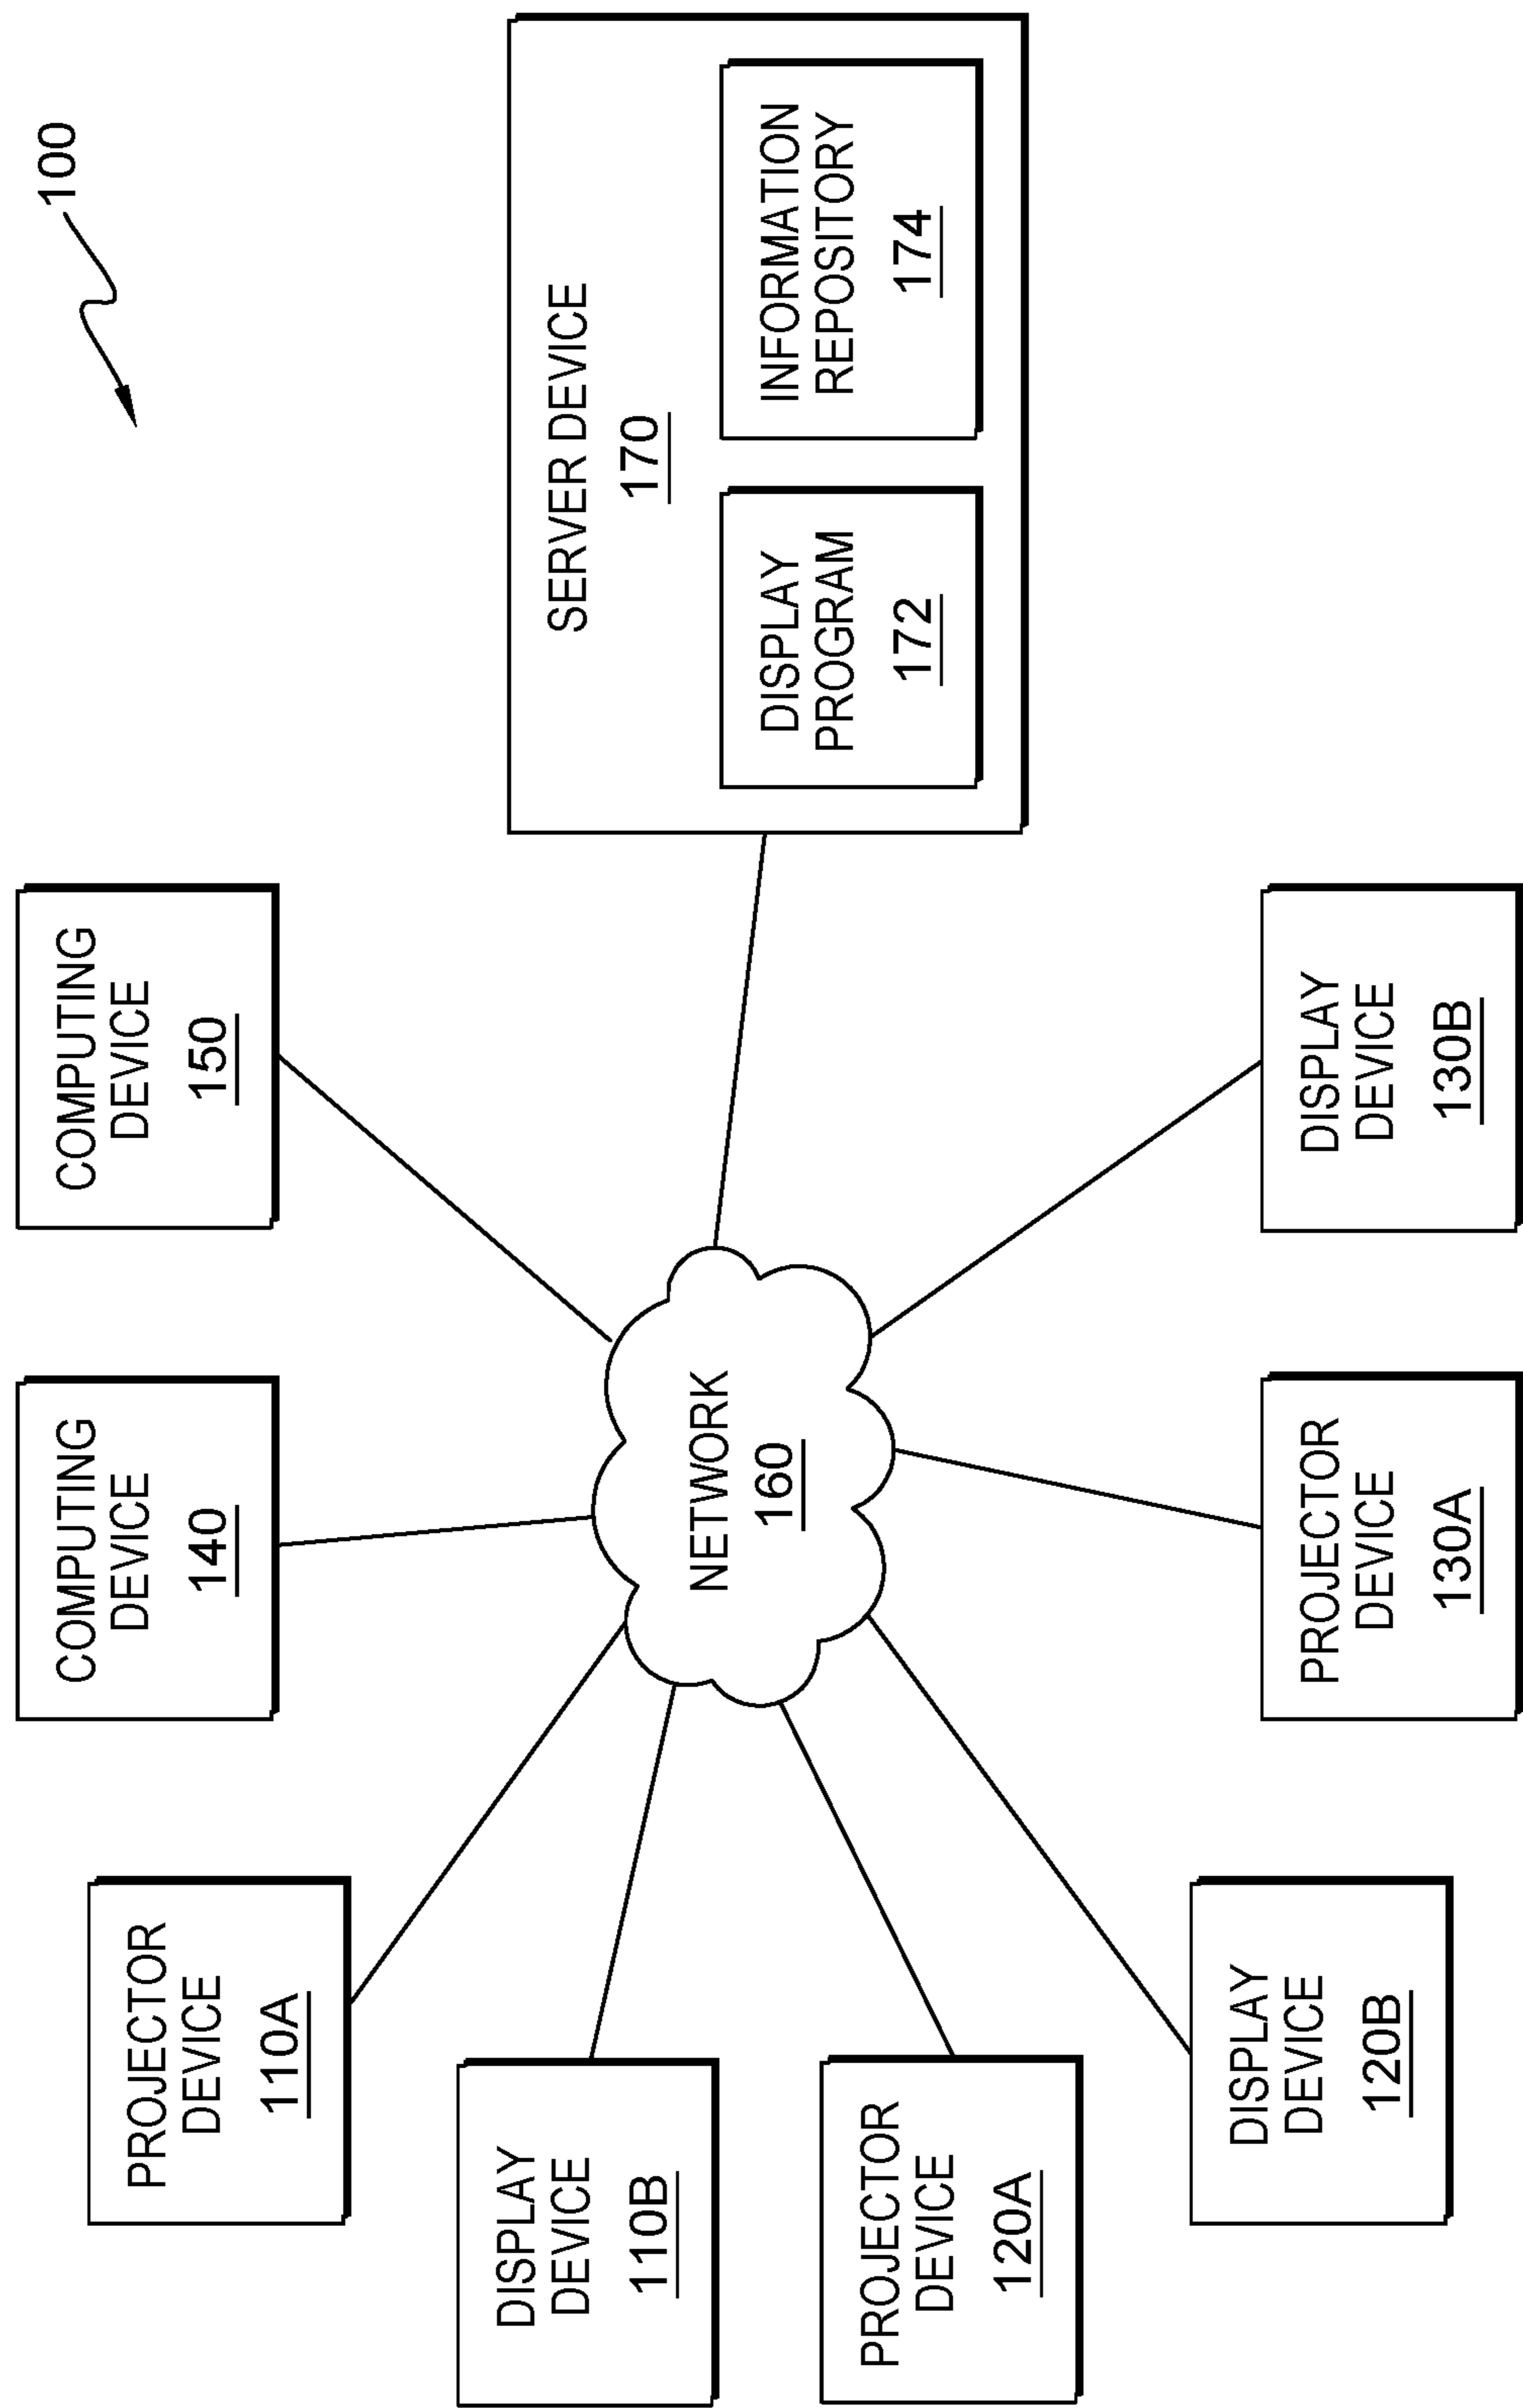 100
COMPUTING
DEVICE
140
COMPUTING
DEVICE
150
PROJECTOR
DEVICE
110A
DISPLAY
DEVICE
110B
NETWORK
160
SERVER DEVICE
170
DISPLAY
PROGRAM
172
INFORMATION
REPOSITORY
174
PROJECTOR
DEVICE
120A
DISPLAY
DEVICE
120B
PROJECTOR
DEVICE
130A
DISPLAY
DEVICE
130B